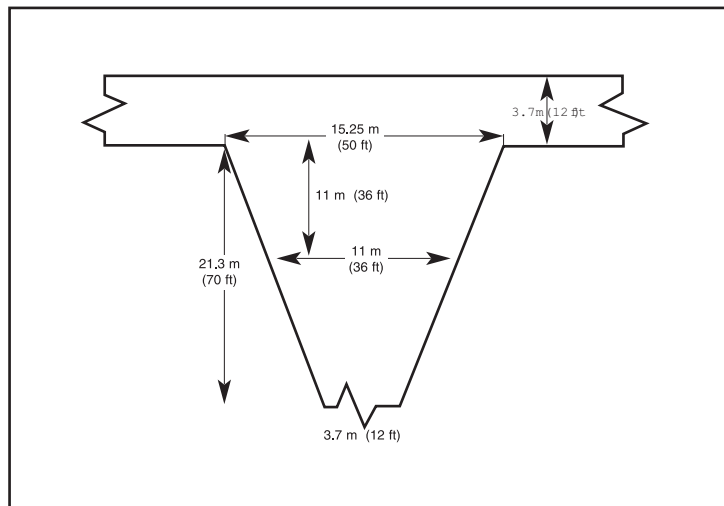 3.7m (12 ft)
15.25 m
(50 ft)
11 m (36 ft)
11 m
(36 ft)
21.3 m
(70 ft)
3.7 m (12 ft)